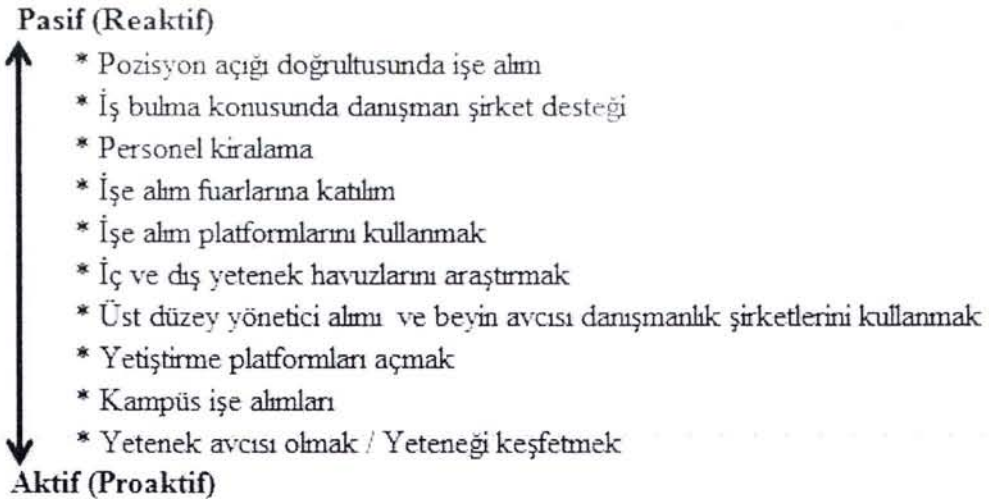 Pasif (Reaktif)
* Pozisyon açığı doğrultusunda işe alım
* İş bulma konusunda danışman şirket desteği
* Personel kiralama
* İşe alım fuarlarına katılım
* İşe alım platformlarını kullanmak
* İç ve dış yetenek havuzlarını araştırmak
* Üst düzey yönetici alımı ve beyin avcısı danışmanlık şirketlerini kullanmak
* Yetiştirme platformları açmak
* Kampüs işe alımları
* Yetenek avcısı olmak / Yeteneği keşfetmek
Aktif (Proaktif)